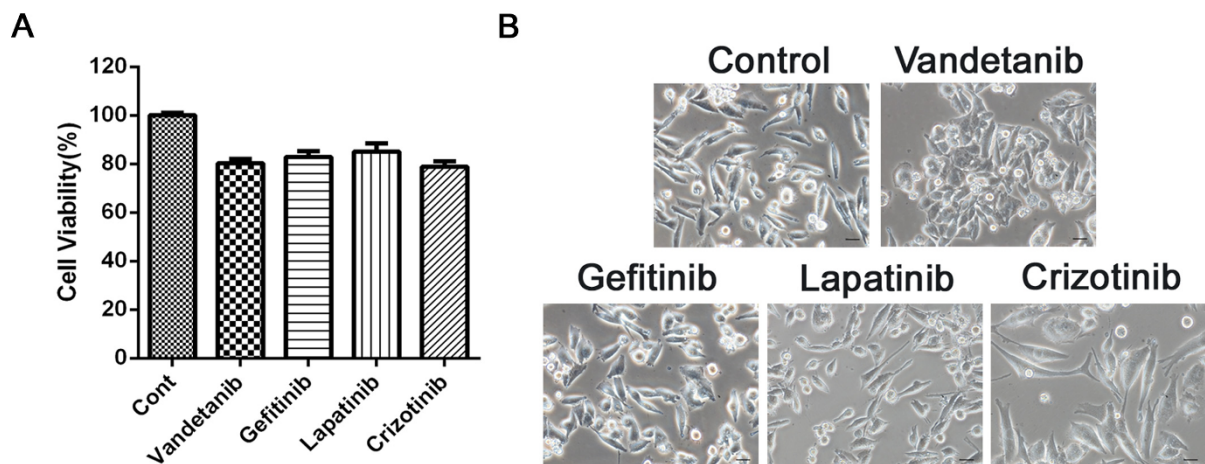 A
Cell Viability(%)
120
100
80
60
40
20
0
Cont
Vandetanib
Gefitinib
Lapatinib
Crizotinib
B
Control
Vandetanib
Gefitinib
Lapatinib
Crizotinib